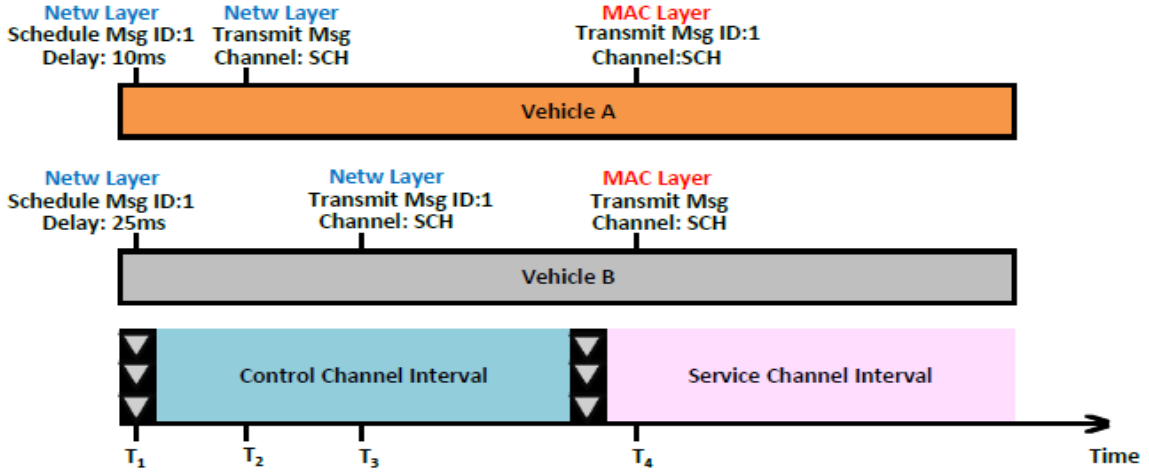 Netw Layer
Schedule Msg ID:1
Delay: 10ms
Netw Layer
Transmit Msg
Channel: SCH
MAC Layer
Transmit Msg ID:1
Channel:SCH
Vehicle A
Netw Layer
Schedule Msg ID:1
Delay: 25ms
Netw Layer
Transmit Msg ID:1
Channel: SCH
MAC Layer
Transmit Msg
Channel: SCH
Vehicle B
Control Channel Interval
Service Channel Interval
T1
T2
T3
T4
Time